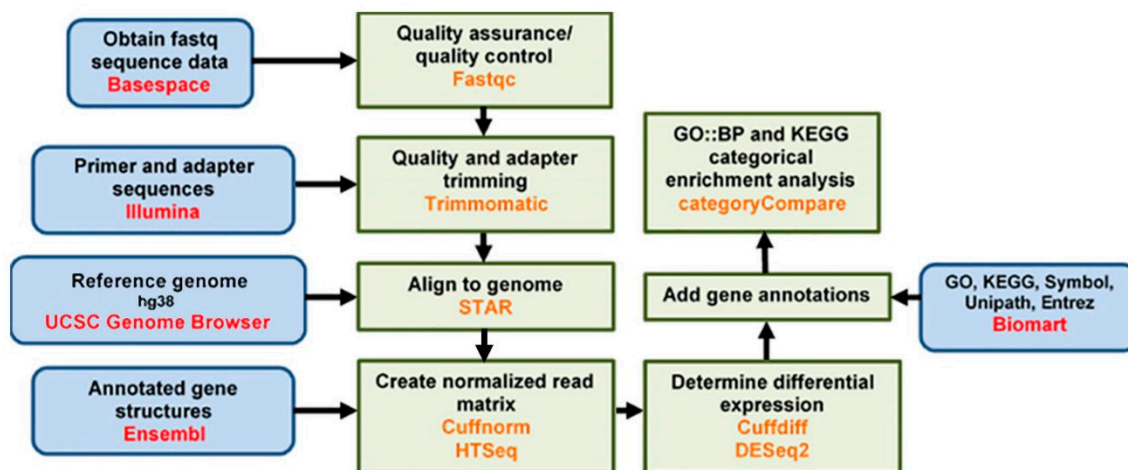 Obtain fastq
sequence data
Basespace
Quality assurance/
quality control
Fastqc
Primer and adapter
sequences
Illumina
Quality and adapter
trimming
Trimmomatic
GO::BP and KEGG
categorical
enrichment analysis
categoryCompare
Reference genome
hg38
UCSC Genome Browser
Align to genome
STAR
Add gene annotations
GO, KEGG, Symbol,
Unipath, Entrez
Biomart
Annotated gene
structures
Ensembl
Create normalized read
matrix
Cuffnorm
HTSeq
Determine differential
expression
Cuffdiff
DESeq2